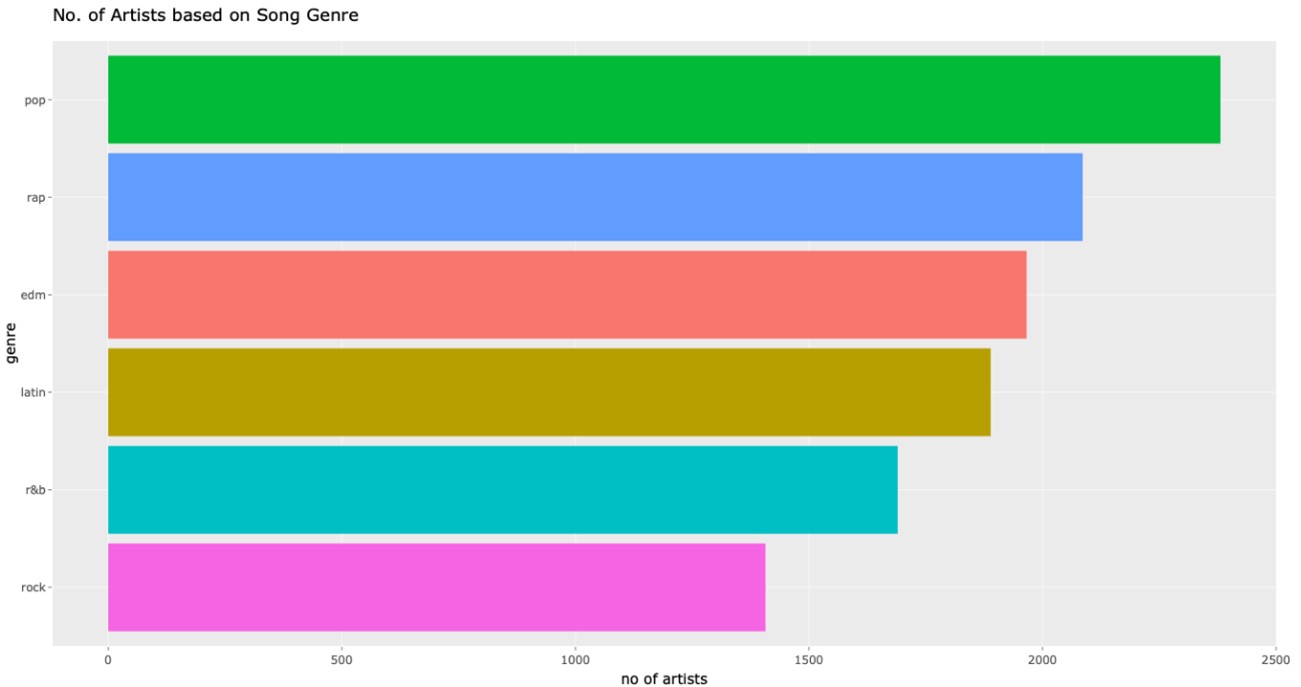 No. of Artists based on Song Genre
genre
pop
rap
edm
latin
r&b
rock
0 500 1000 1500 2000 2500
no of artists